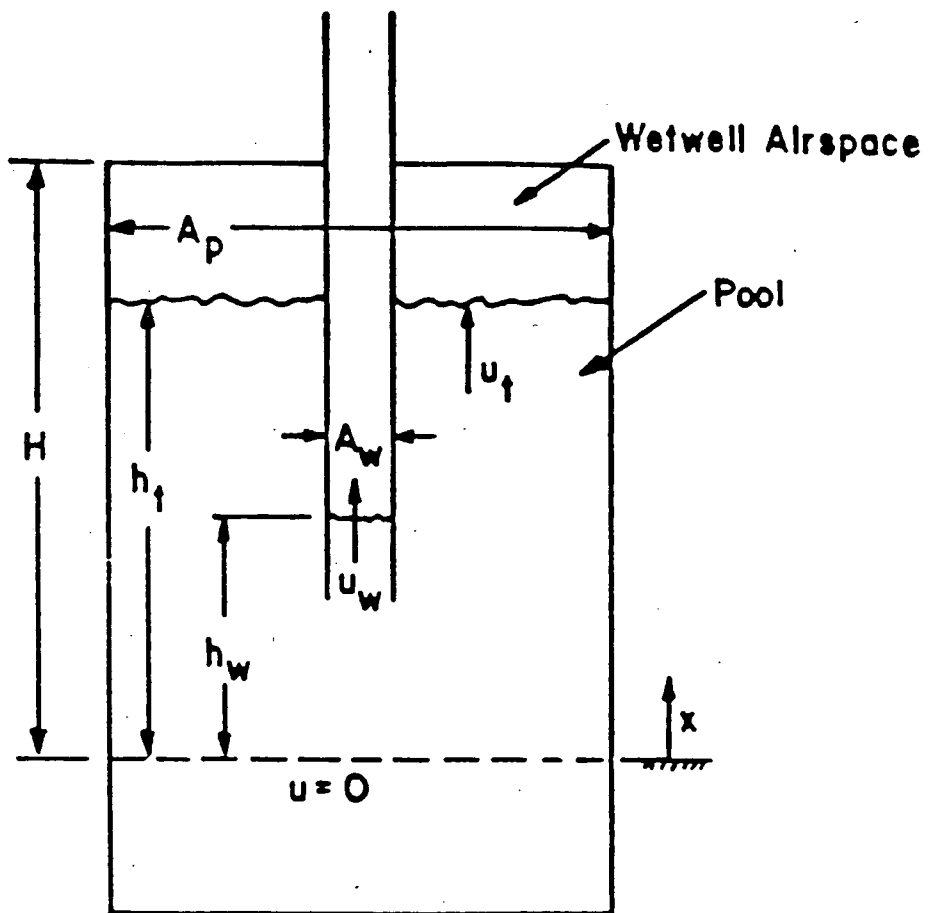 Wetwell Airspace
A_p
Pool
u_t
H
h_t
A_w
u_w
h_w
x
u = 0